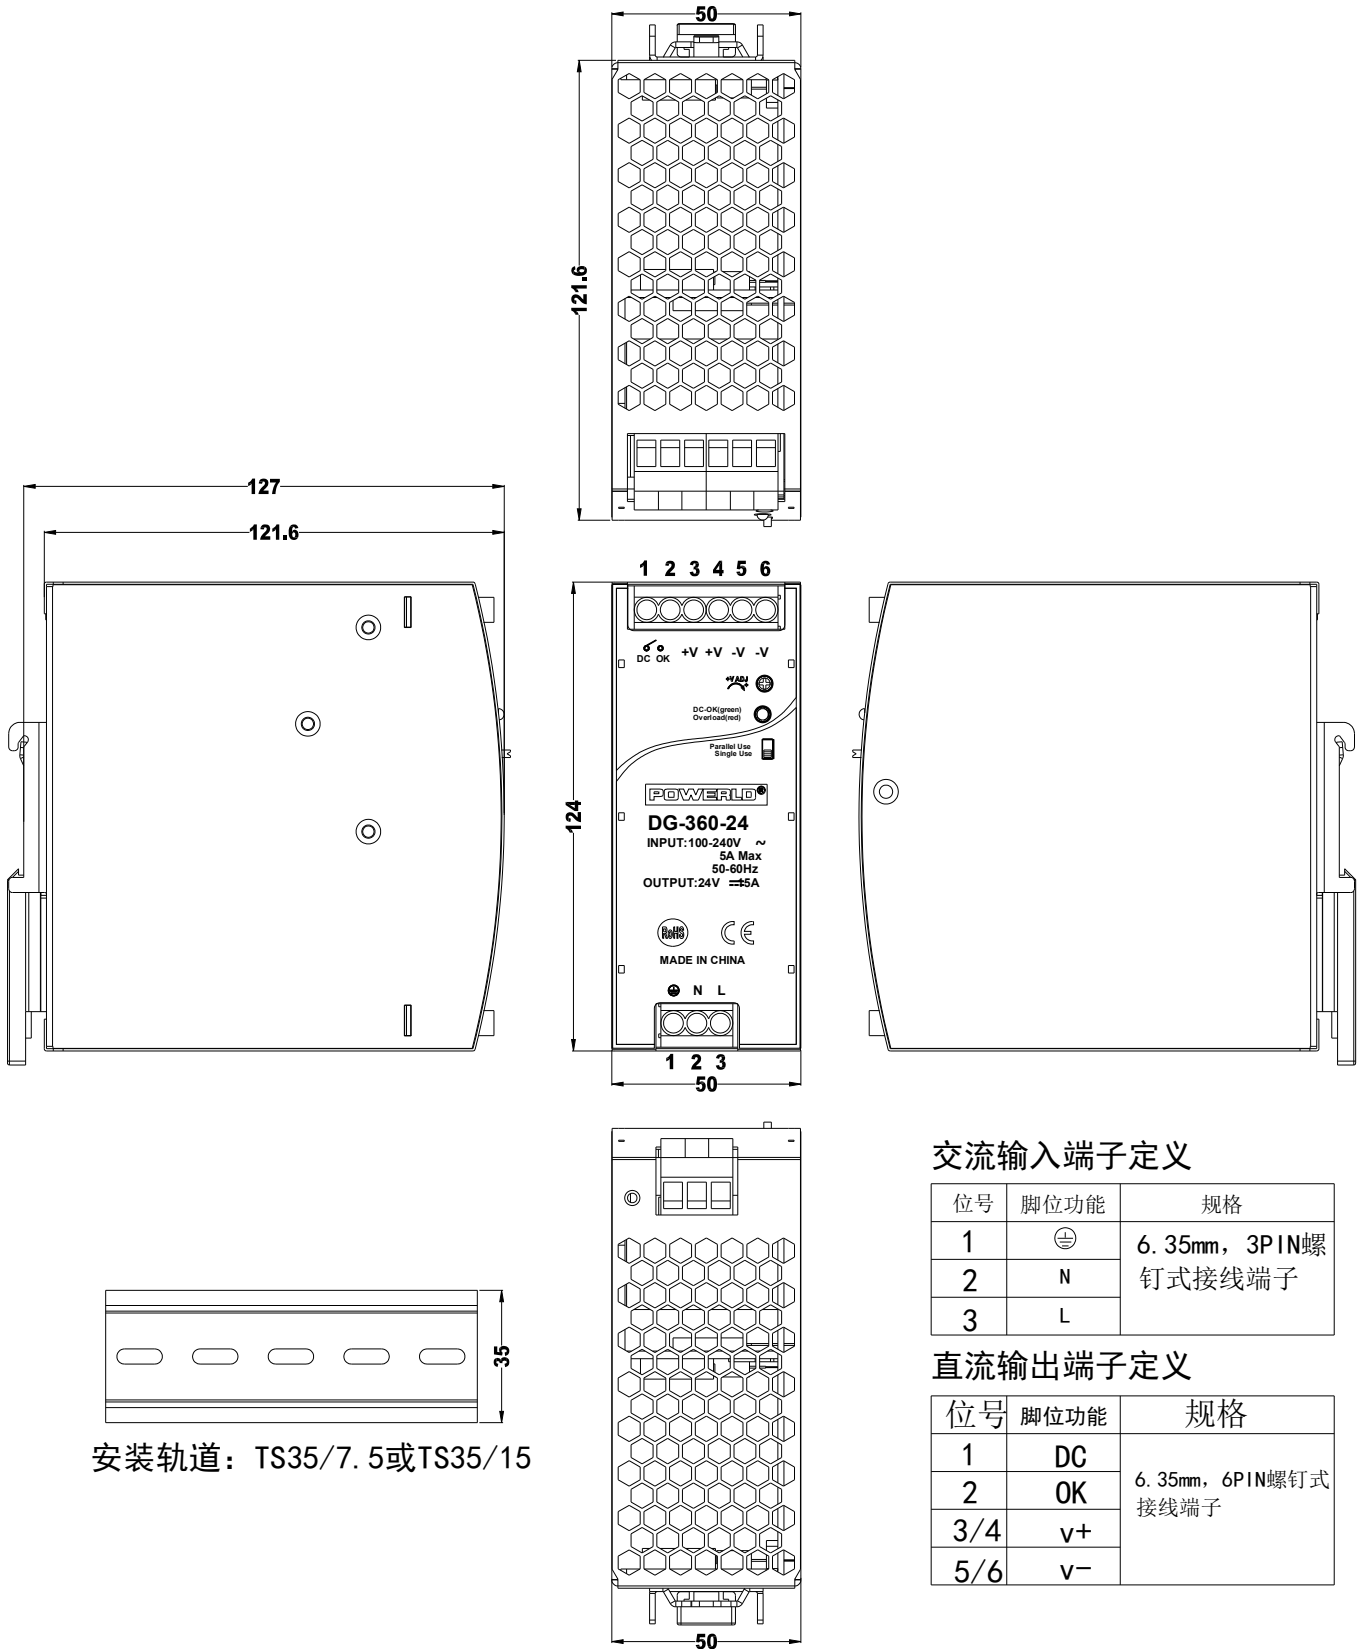 50
121.6
127
121.6
1 2 3 4 5 6
DC OK +V +V -V -V
+V ADJ
DC-OK(green)
Overload(red)
Parallel Use
Single Use
POWERLD®
DG-360-24
INPUT:100-240V ~
5A Max
50-60Hz
OUTPUT:24V ⎓15A
RoHS CE
MADE IN CHINA
⏚ N L
1 2 3
124
50
35
安装轨道：TS35/7.5或TS35/15
50
交流输入端子定义
位号 脚位功能 规格
1 ⏚ 6.35mm，3PIN螺
钉式接线端子
2 N
3 L
直流输出端子定义
位号 脚位功能 规格
1 DC
6.35mm，6PIN螺钉式
接线端子
2 OK
3/4 v+
5/6 v-